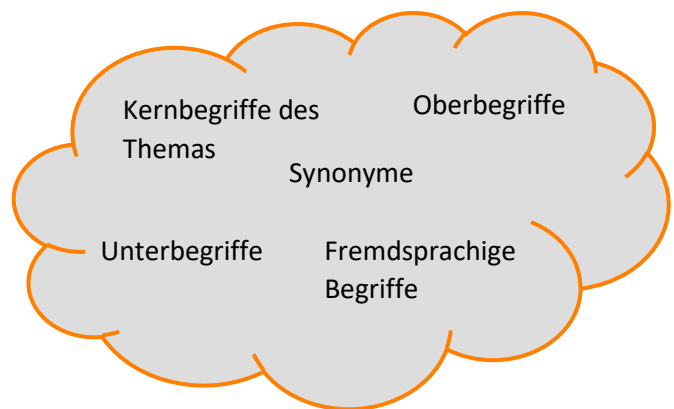 Kernbegriffe des
Themas
Oberbegriffe
Synonyme
Unterbegriffe
Fremdsprachige
Begriffe